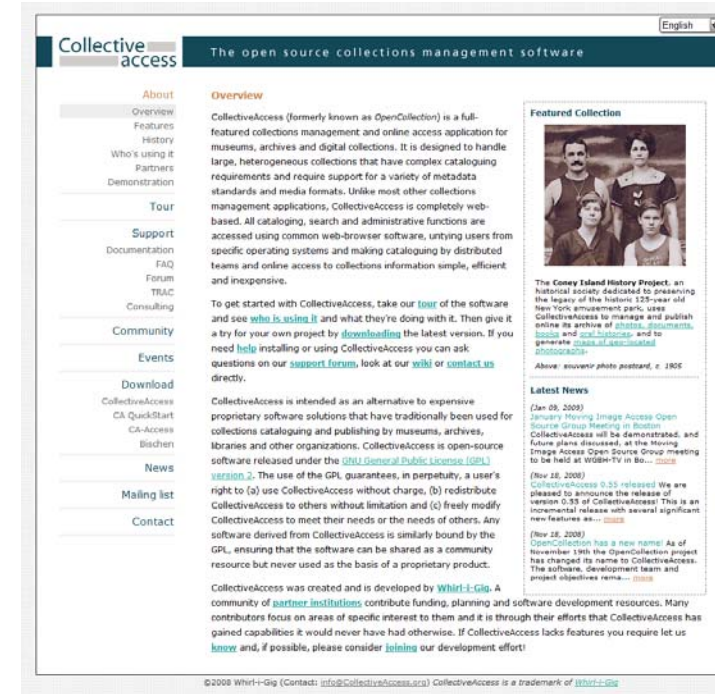 English
Collective
access
The open source collections management software
About
Overview
Features
History
Who's using it
Partners
Demonstration
Tour
Support
Documentation
FAQ
Forum
TRAC
Consulting
Community
Events
Download
CollectiveAccess
CA QuickStart
CA-Access
Bischen
News
Mailing list
Contact
Overview
CollectiveAccess (formerly known as OpenCollection) is a full-
featured collections management and online access application for
museums, archives and digital collections. It is designed to handle
large, heterogeneous collections that have complex cataloguing
requirements and require support for a variety of metadata
standards and media formats. Unlike most other collections
management applications, CollectiveAccess is completely web-
based. All cataloging, search and administrative functions are
accessed using common web-browser software, untying users from
specific operating systems and making cataloguing by distributed
teams and online access to collections information simple, efficient
and inexpensive.
To get started with CollectiveAccess, take our tour of the software
and see who is using it and what they're doing with it. Then give it
a try for your own project by downloading the latest version. If you
need help installing or using CollectiveAccess you can ask
questions on our support forum, look at our wiki or contact us
directly.
CollectiveAccess is intended as an alternative to expensive
proprietary software solutions that have traditionally been used for
collections cataloguing and publishing by museums, archives,
libraries and other organizations. CollectiveAccess is open-source
software released under the GNU General Public License (GPL)
version 2. The use of the GPL guarantees, in perpetuity, a user's
right to (a) use CollectiveAccess without charge, (b) redistribute
CollectiveAccess to others without limitation and (c) freely modify
CollectiveAccess to meet their needs or the needs of others. Any
software derived from CollectiveAccess is similarly bound by the
GPL, ensuring that the software can be shared as a community
resource but never used as the basis of a proprietary product.
CollectiveAccess was created and is developed by Whirl-i-Gig. A
community of partner institutions contribute funding, planning and software development resources. Many
contributors focus on areas of specific interest to them and it is through their efforts that CollectiveAccess has
gained capabilities it would never have had otherwise. If CollectiveAccess lacks features you require let us
know and, if possible, please consider joining our development effort!
Featured Collection
The Coney Island History Project, an
historical society dedicated to preserving
the legacy of the historic 125-year old
New York amusement park, uses
CollectiveAccess to manage and publish
online its archive of photos, documents,
books and oral histories, and to
generate maps of geo-located
photographs.
Above: souvenir photo postcard, c. 1905
Latest News
(Jan 09, 2009)
January Moving Image Access Open
Source Group Meeting in Boston
CollectiveAccess will be demonstrated, and
future plans discussed, at the Moving
Image Access Open Source Group meeting
to be held at WGBH-TV in Bo... more
(Nov 18, 2008)
CollectiveAccess 0.55 released We are
pleased to announce the release of
version 0.55 of CollectiveAccess! This is an
incremental release with several significant
new features as... more
(Nov 18, 2008)
OpenCollection has a new name! As of
November 19th the OpenCollection project
has changed its name to CollectiveAccess.
The software, development team and
project objectives rema... more
©2008 Whirl-i-Gig (Contact: info@CollectiveAccess.org) CollectiveAccess is a trademark of Whirl-i-Gig